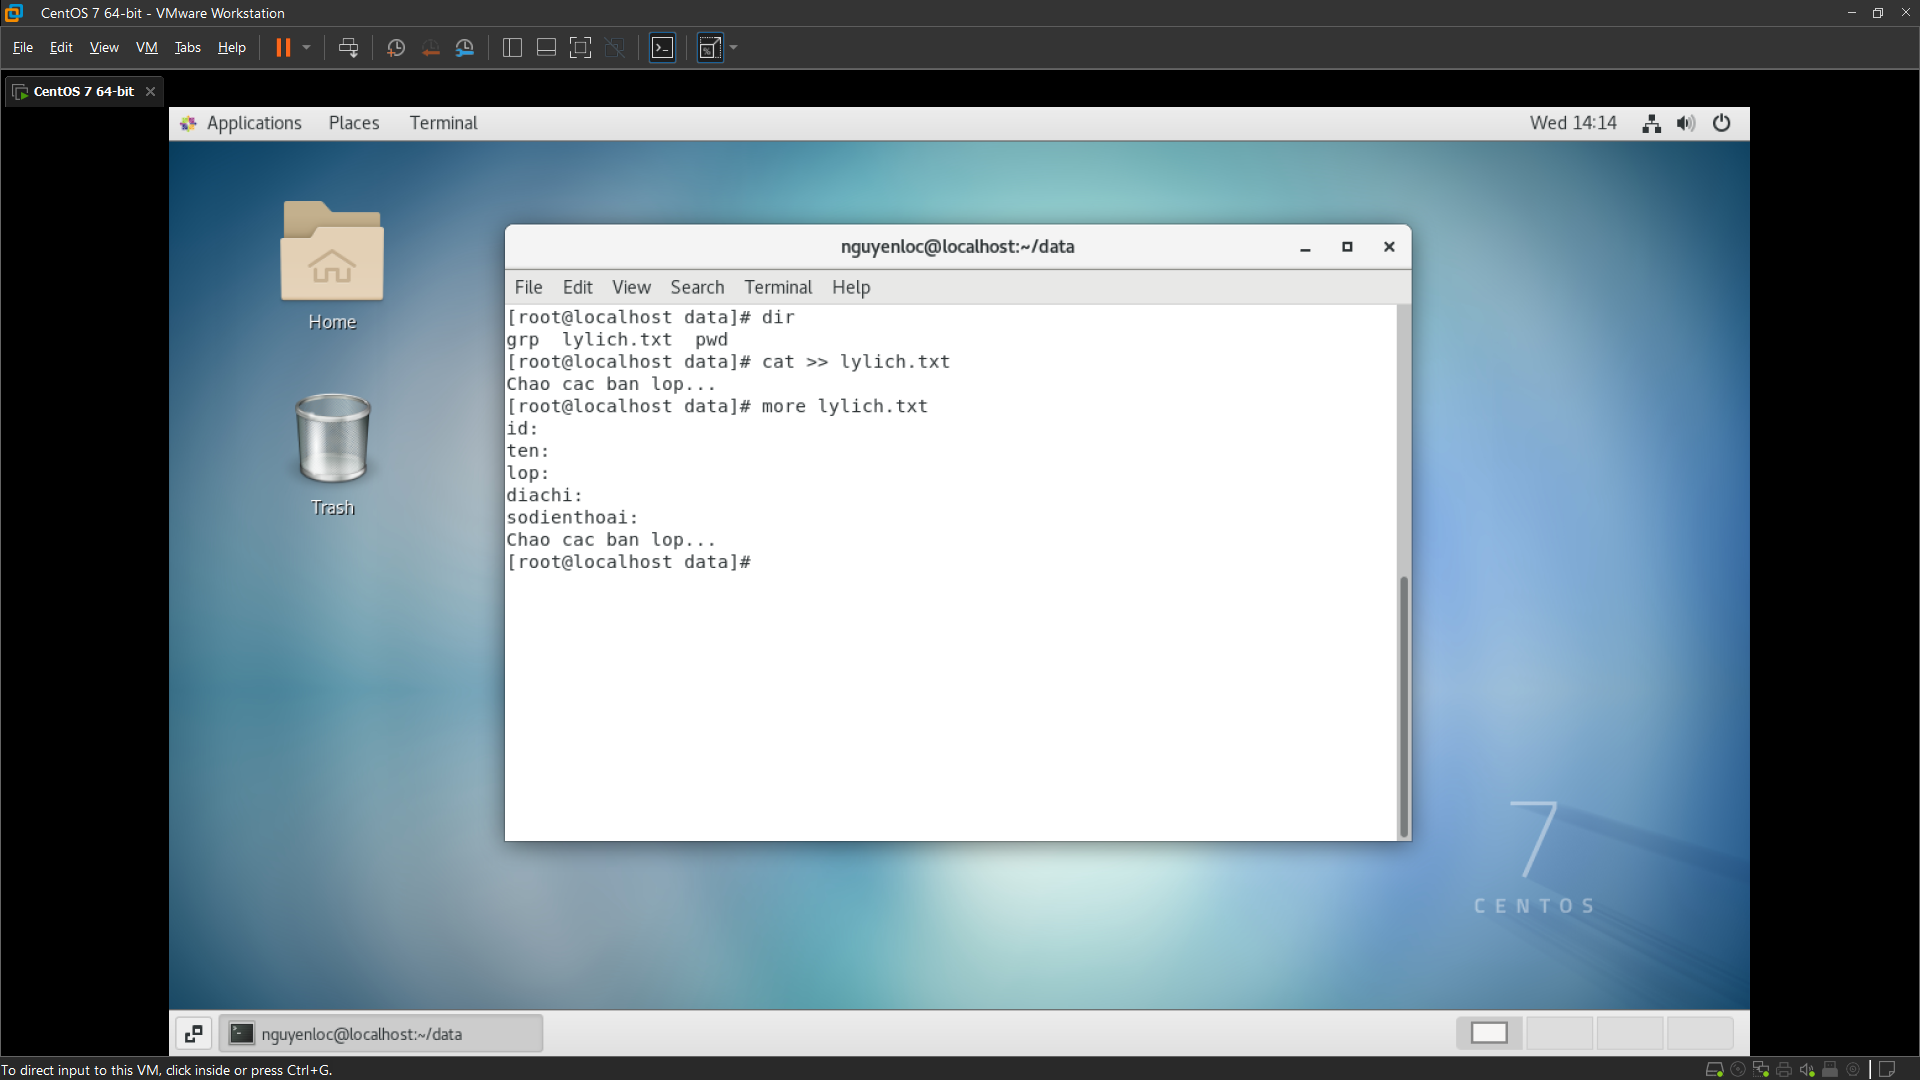 CentOS 7 64-bit - VMware Workstation
File Edit View VM Tabs Help
CentOS 7 64-bit
Applications Places Terminal Wed 14:14
Home
Trash
nguyenloc@localhost:~/data
File Edit View Search Terminal Help
[root@localhost data]# dir
grp  lylich.txt  pwd
[root@localhost data]# cat >> lylich.txt
Chao cac ban lop...
[root@localhost data]# more lylich.txt
id:
ten:
lop:
diachi:
sodienthoai:
Chao cac ban lop...
[root@localhost data]#
7
CENTOS
nguyenloc@localhost:~/data
To direct input to this VM, click inside or press Ctrl+G.